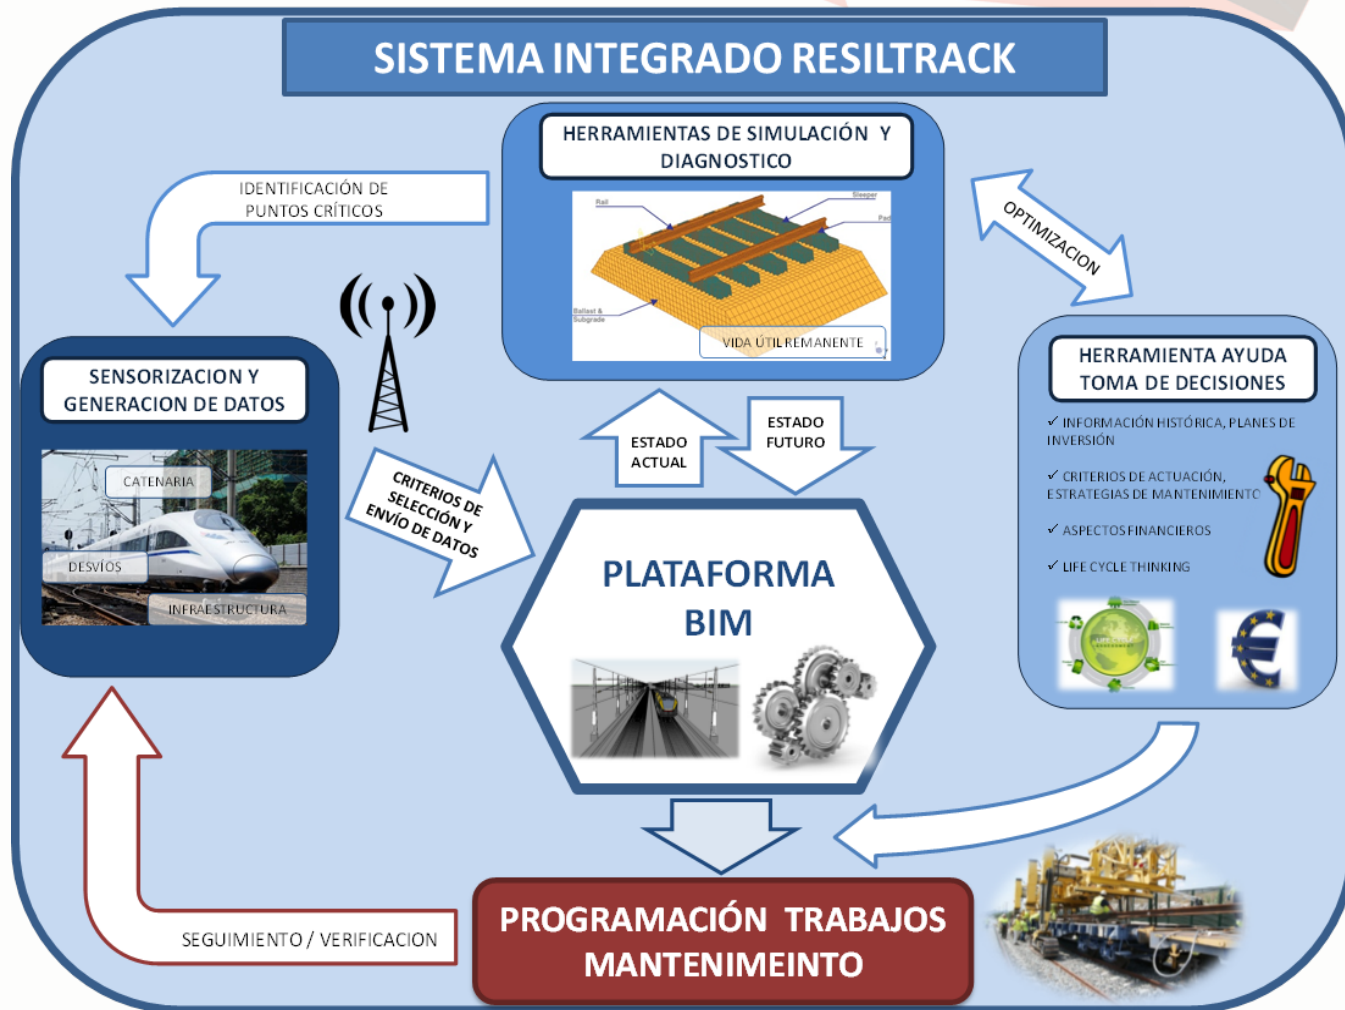 SISTEMA INTEGRADO RESILTRACK
HERRAMIENTAS DE SIMULACIÓN Y
DIAGNOSTICO
Rail
Sleeper
Pad
Ballast &
Subgrade
VIDA ÚTIL REMANENTE
IDENTIFICACIÓN DE
PUNTOS CRÍTICOS
OPTIMIZACION
SENSORIZACION Y
GENERACION DE DATOS
CATENARIA
DESVÍOS
INFRAESTRUCTURA
CRITERIOS DE
SELECCIÓN Y
ENVÍO DE DATOS
ESTADO
ACTUAL
ESTADO
FUTURO
HERRAMIENTA AYUDA
TOMA DE DECISIONES
✓ INFORMACIÓN HISTÓRICA, PLANES DE
INVERSIÓN
✓ CRITERIOS DE ACTUACIÓN,
ESTRATEGIAS DE MANTENIMIENTO
✓ ASPECTOS FINANCIEROS
✓ LIFE CYCLE THINKING
PLATAFORMA
BIM
PROGRAMACIÓN TRABAJOS
MANTENIMEINTO
SEGUIMIENTO / VERIFICACION